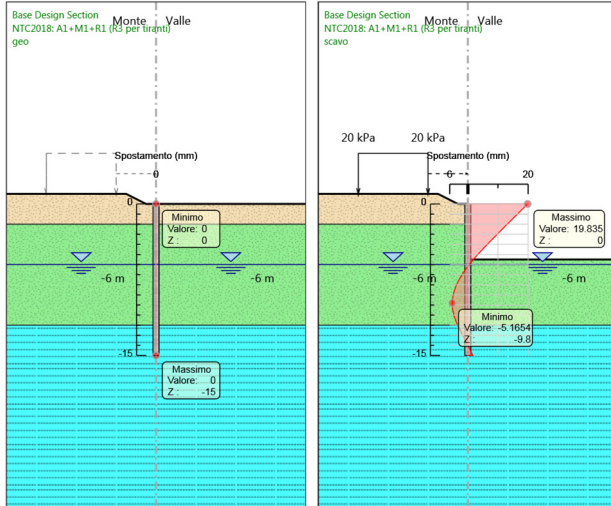 Base Design Section
NTC2018: A1+M1+R1 (R3 per tiranti)
geo
Monte
Valle
Spostamento (mm)
0
0
Minimo
Valore: 0
Z : 0
-6 m
-6 m
-15
Massimo
Valore: 0
Z : -15
Base Design Section
NTC2018: A1+M1+R1 (R3 per tiranti)
scavo
Monte
Valle
20 kPa
20 kPa
Spostamento (mm)
6
20
0
Massimo
Valore: 19.835
Z : 0
-6 m
-6 m
Minimo
Valore: -5.1654
Z : -9.8
-15